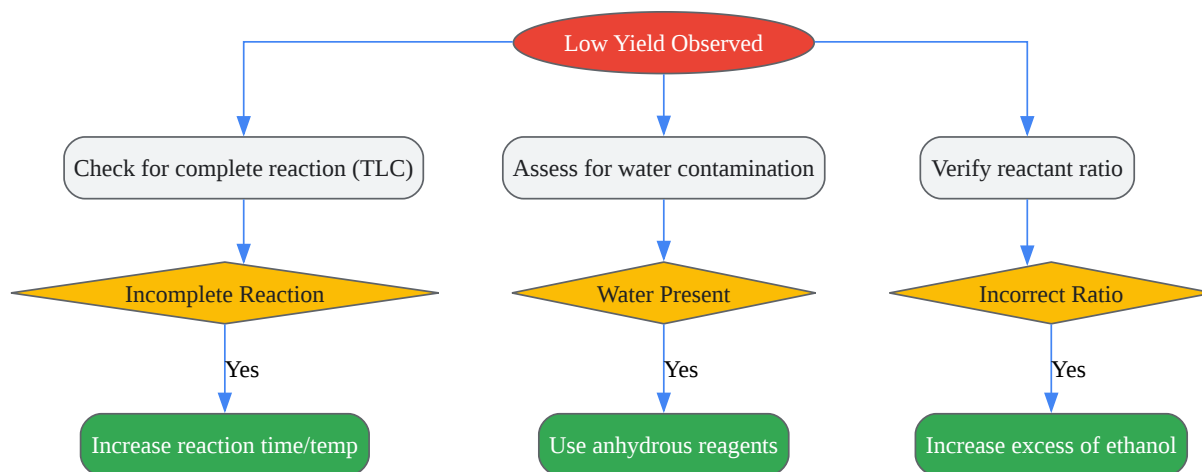 Low Yield Observed
Check for complete reaction (TLC)
Assess for water contamination
Verify reactant ratio
Incomplete Reaction
Water Present
Incorrect Ratio
Yes
Yes
Yes
Increase reaction time/temp
Use anhydrous reagents
Increase excess of ethanol